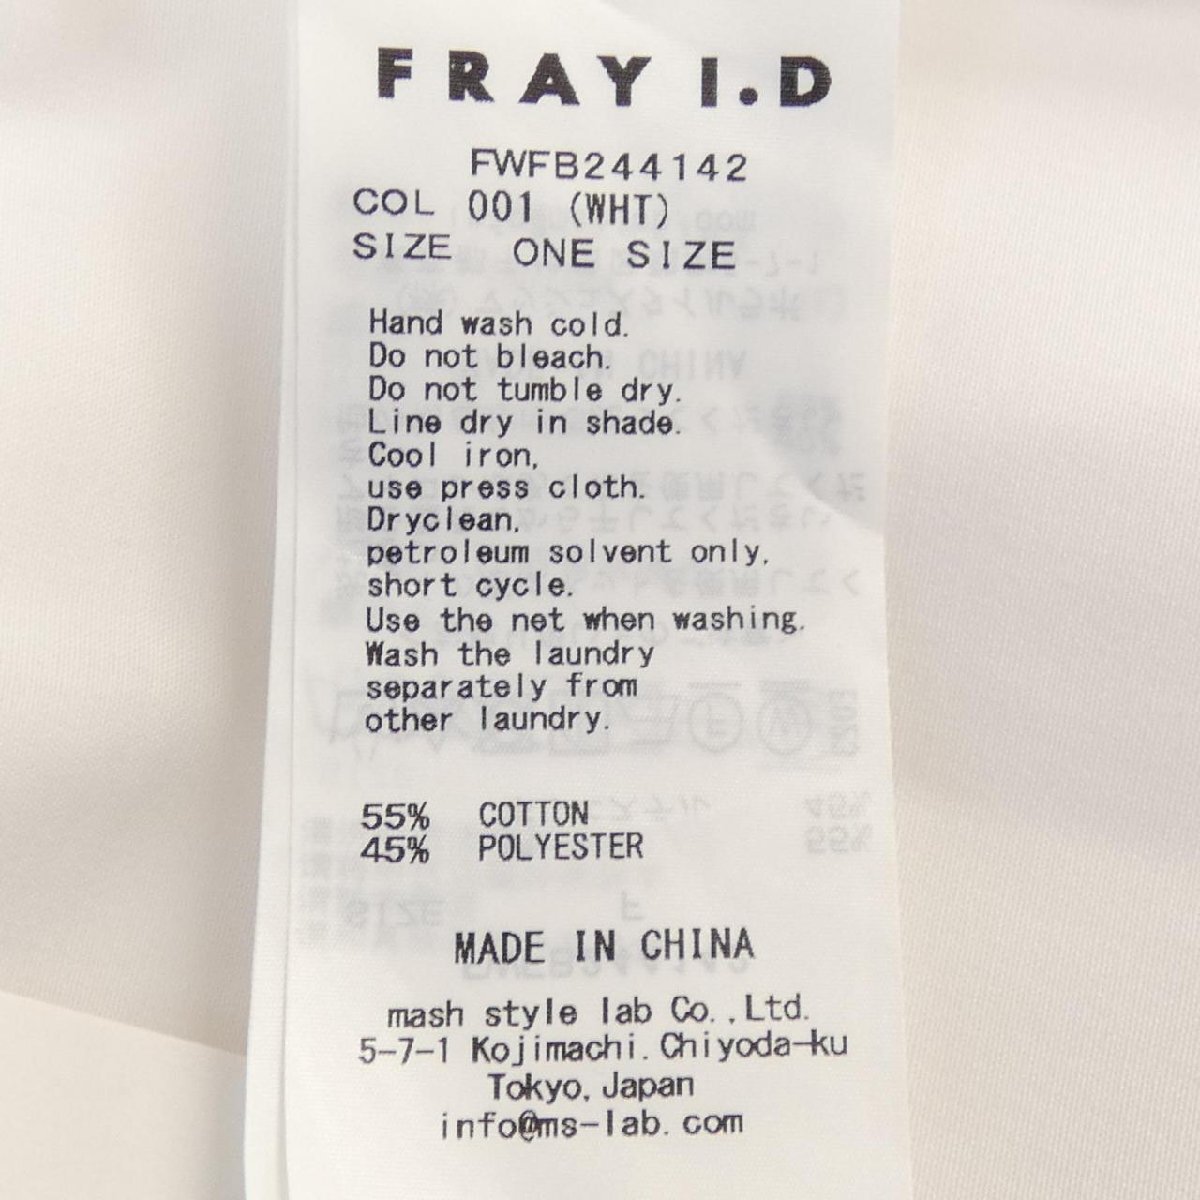 FRAY I.D
FWFB244142
COL 001 (WHT)
SIZE ONE SIZE
Hand wash cold.
Do not bleach.
Do not tumble dry.
Line dry in shade.
Cool iron,
use press cloth.
Dryclean,
petroleum solvent only,
short cycle.
Use the net when washing.
Wash the laundry
separately from
other laundry.
55% COTTON
45% POLYESTER
MADE IN CHINA
mash style lab Co.,Ltd.
5-7-1 Kojimachi. Chiyoda-ku
Tokyo, Japan
info@ms-lab.com